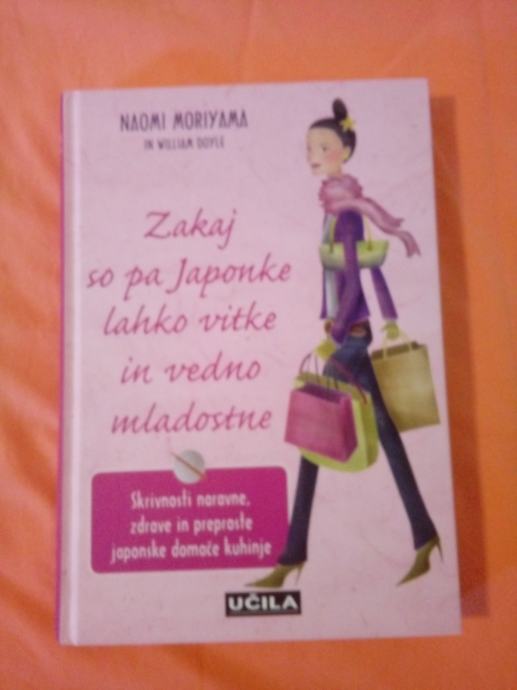 NAOMI MORIYAMA
IN WILLIAM DOYLE
Zakaj
so pa Japonke
lahko vitke
in vedno
mladostne
Skrivnosti naravne,
zdrave in preproste
japonske domače kuhinje
UČILA